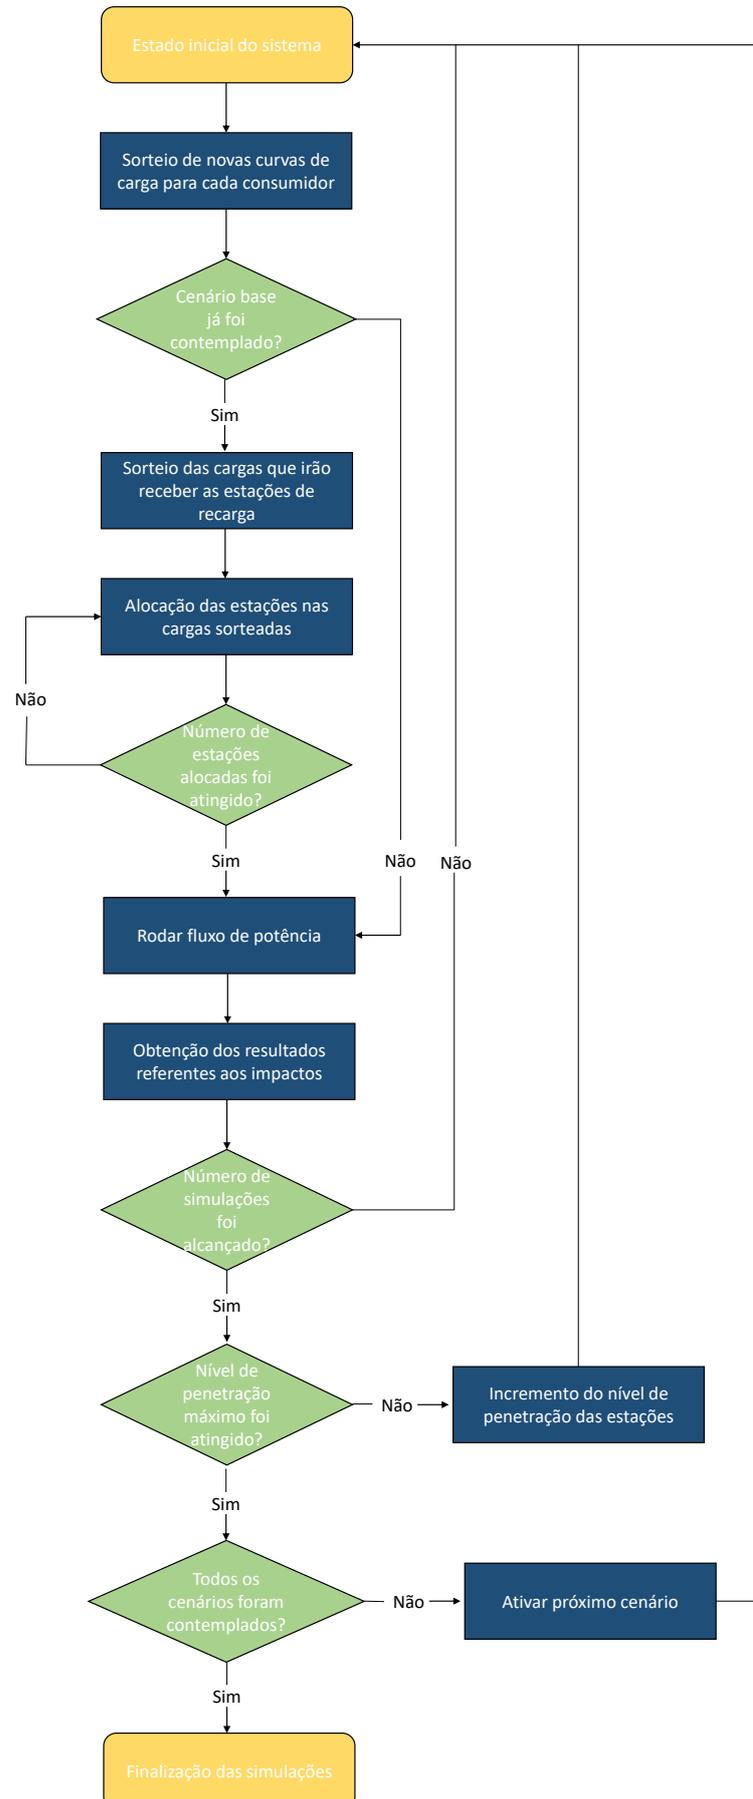 Estado inicial do sistema
Sorteio de novas curvas de
carga para cada consumidor
Cenário base
já foi
contemplado?
Sim
Sorteio das cargas que irão
receber as estações de
recarga
Alocação das estações nas
cargas sorteadas
Não
Número de
estações
alocadas foi
atingido?
Sim
Não
Não
Rodar fluxo de potência
Obtenção dos resultados
referentes aos impactos
Número de
simulações
foi
alcançado?
Sim
Nível de
penetração
máximo foi
atingido?
Não
Incremento do nível de
penetração das estações
Sim
Todos os
cenários foram
contemplados?
Não
Ativar próximo cenário
Sim
Finalização das simulações